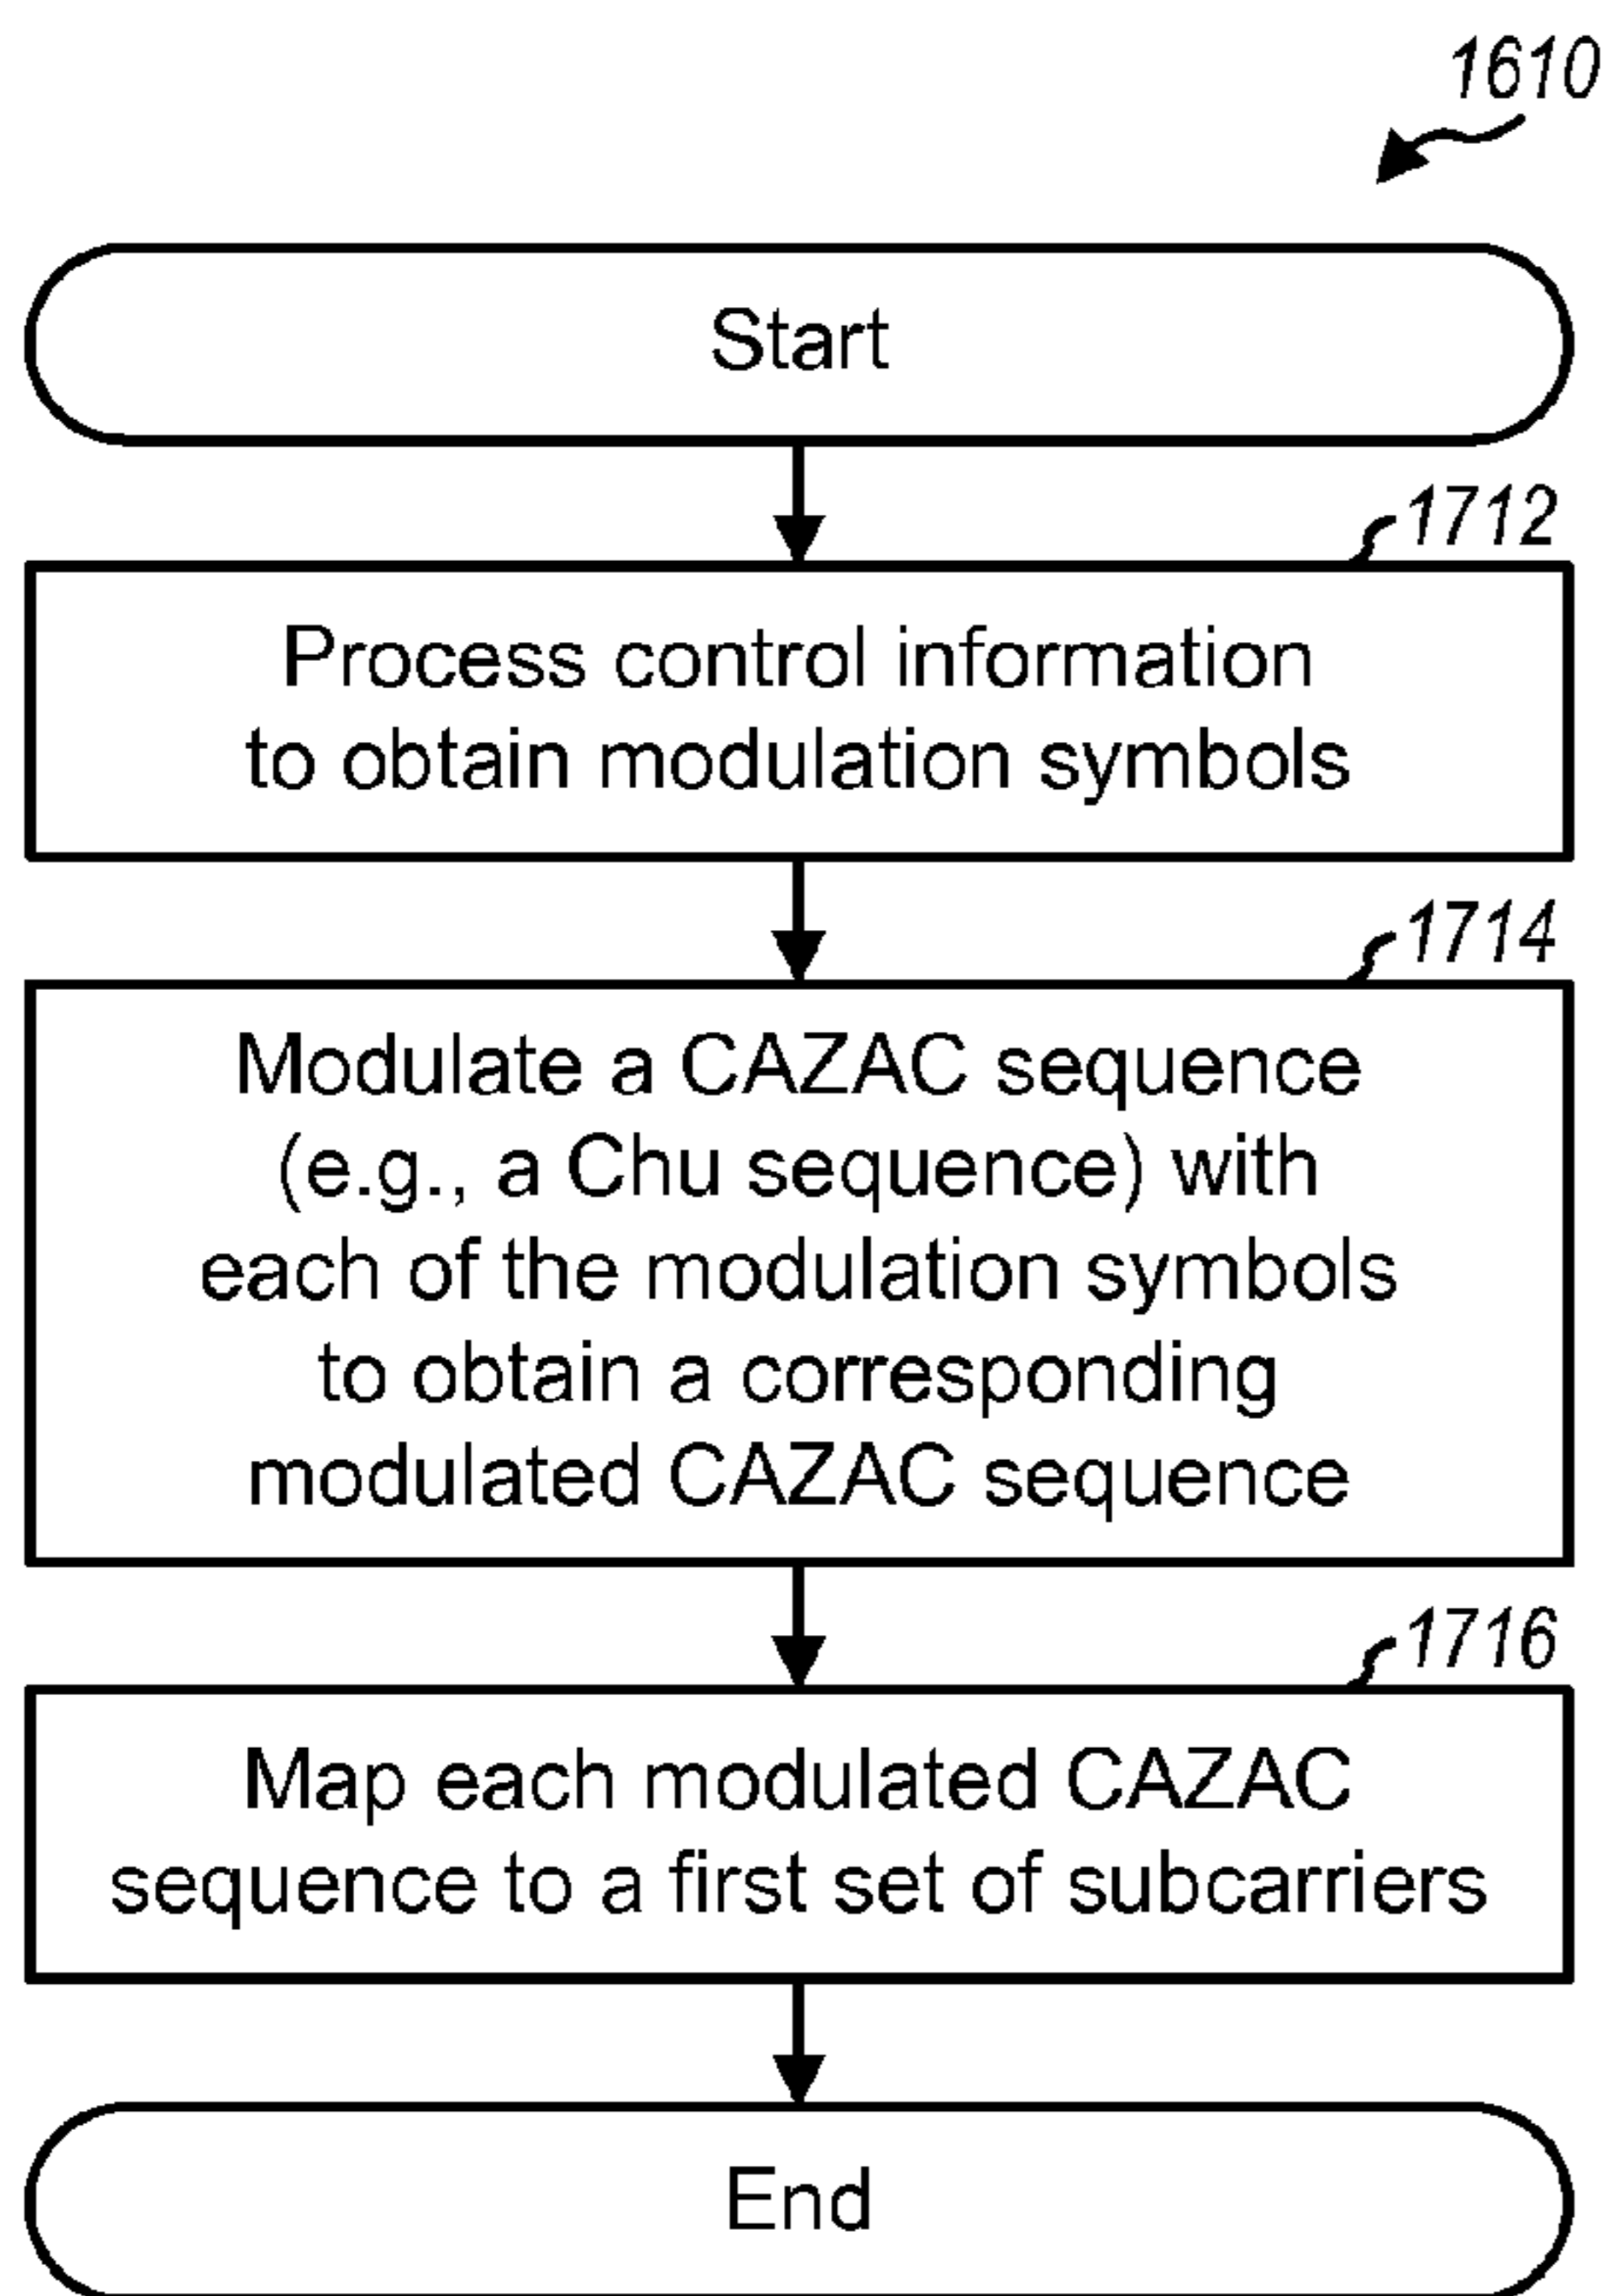 1610
Start
1712
Process control information
to obtain modulation symbols
1714
Modulate a CAZAC sequence
(e.g., a Chu sequence) with
each of the modulation symbols
to obtain a corresponding
modulated CAZAC sequence
1716
Map each modulated CAZAC
sequence to a first set of subcarriers
End